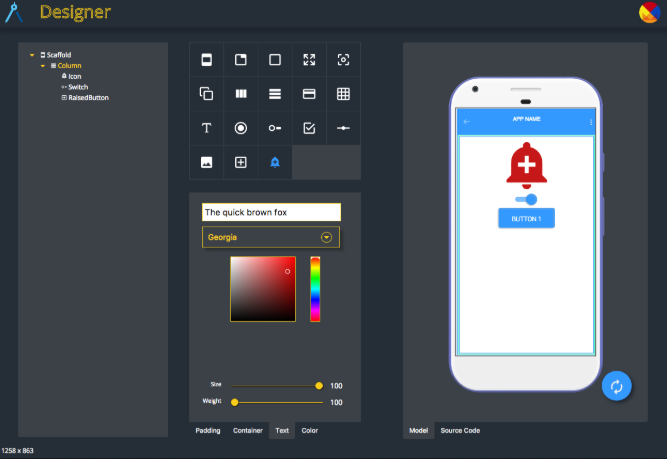 Designer
Scaffold
Column
Icon
Switch
RaisedButton
T
The quick brown fox
Georgia
Size 100
Weight 100
Padding Container Text Color
APP NAME
BUTTON 1
Model Source Code
1258 x 863